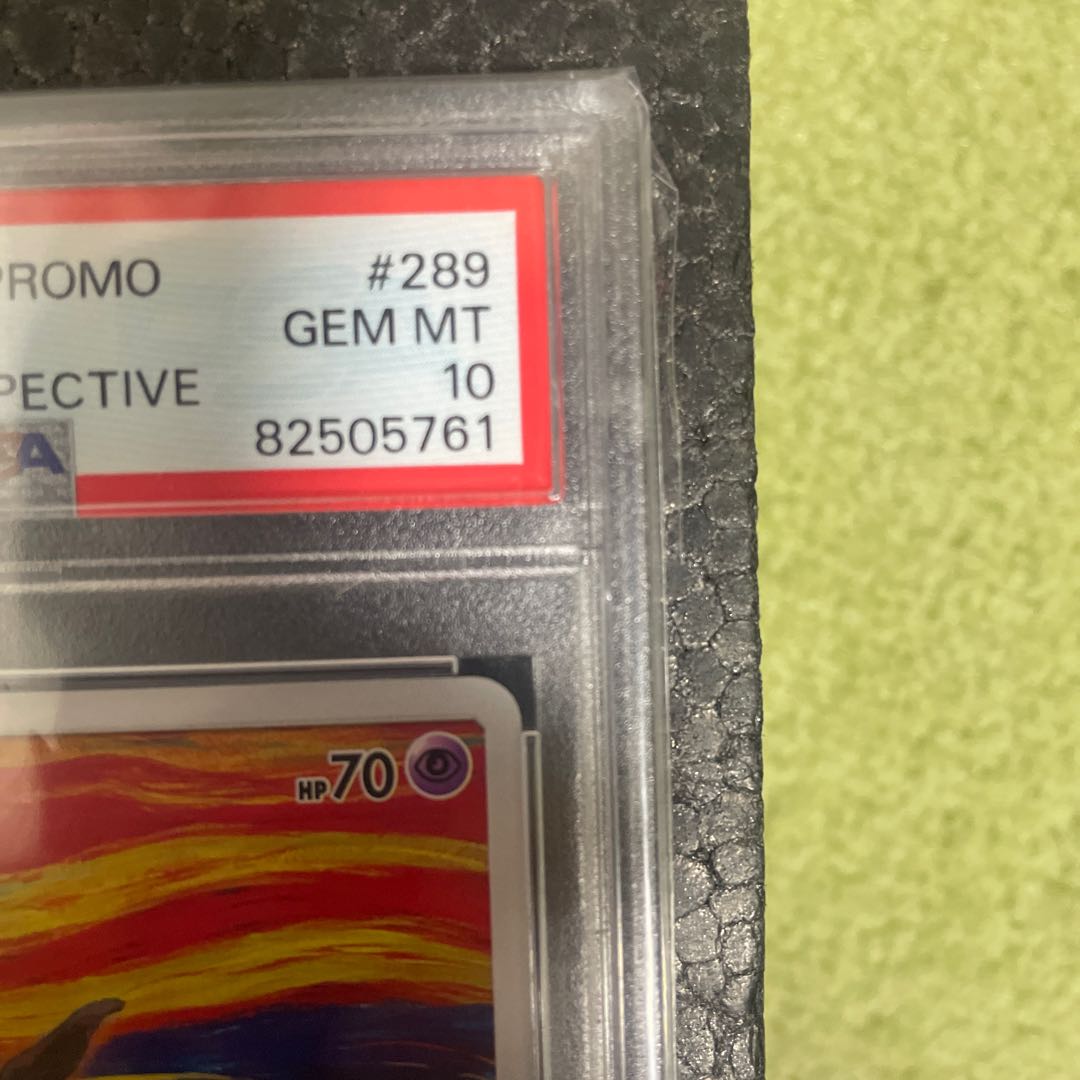 PROMO #289
GEM MT
PECTIVE 10
82505761
HP70